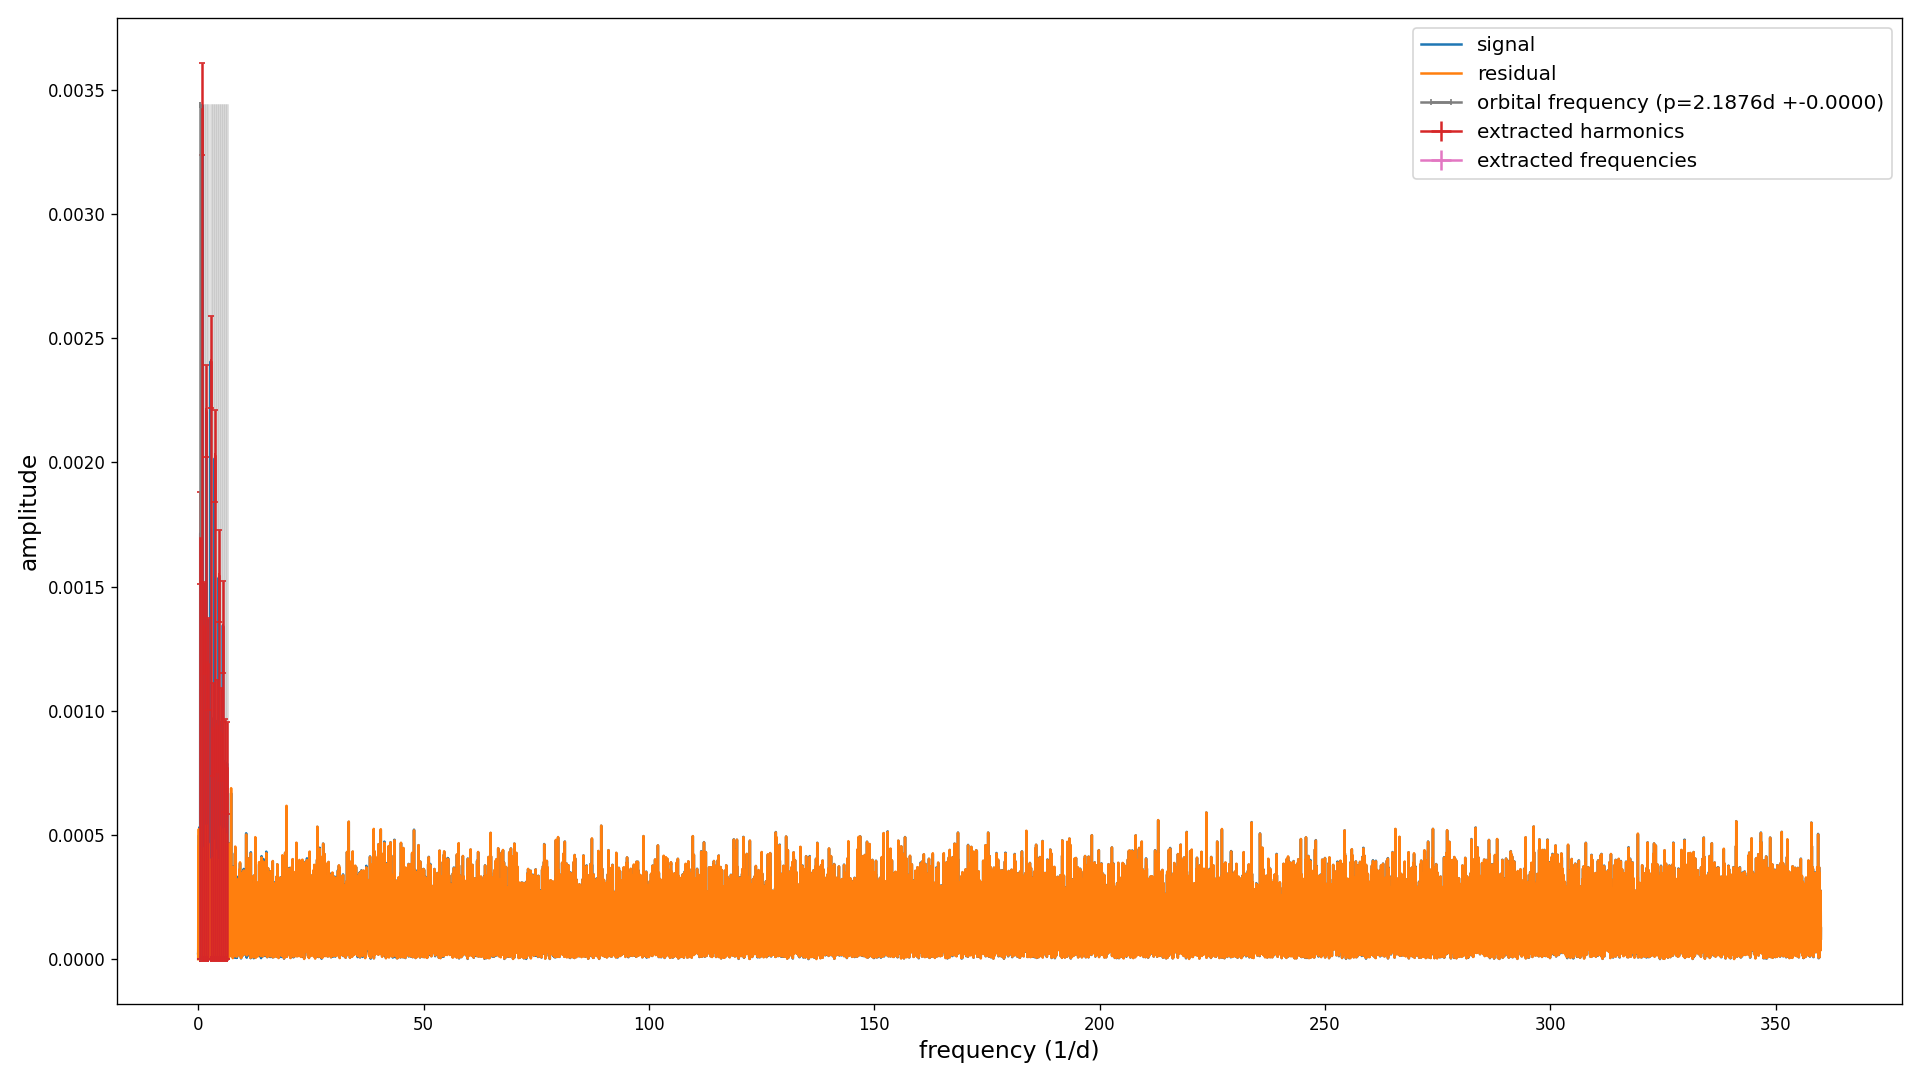 signal
residual
orbital frequency (p=2.1876d +-0.0000)
extracted harmonics
extracted frequencies
amplitude
0.0035
0.0030
0.0025
0.0020
0.0015
0.0010
0.0005
0.0000
0 50 100 150 200 250 300 350
frequency (1/d)